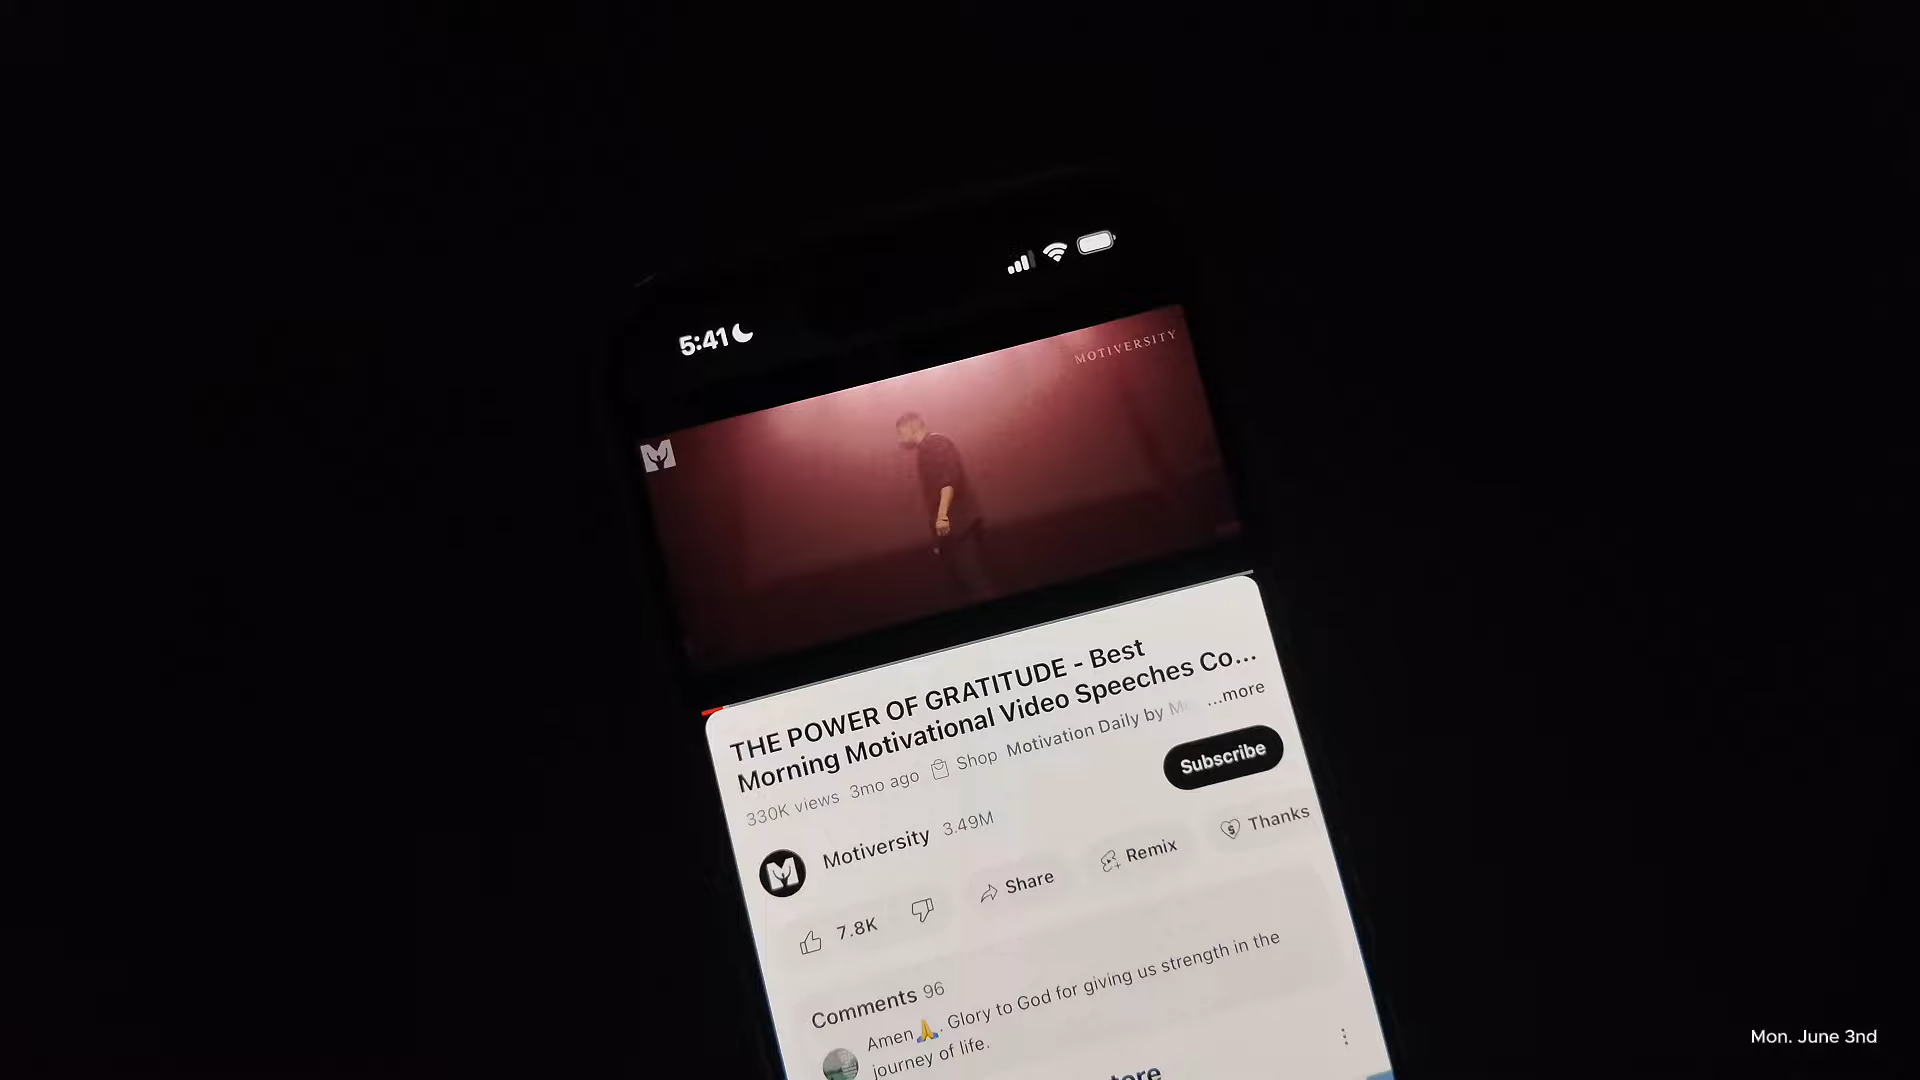 5:41
MOTIVERSITY
THE POWER OF GRATITUDE - Best
Morning Motivational Video Speeches Co...
330K views 3mo ago Shop Motivation Daily by ...more
Motiversity 3.49M
Subscribe
7.8K
Share
Remix
Thanks
Comments 96
Amen🙏. Glory to God for giving us strength in the
journey of life.
Mon. June 3nd